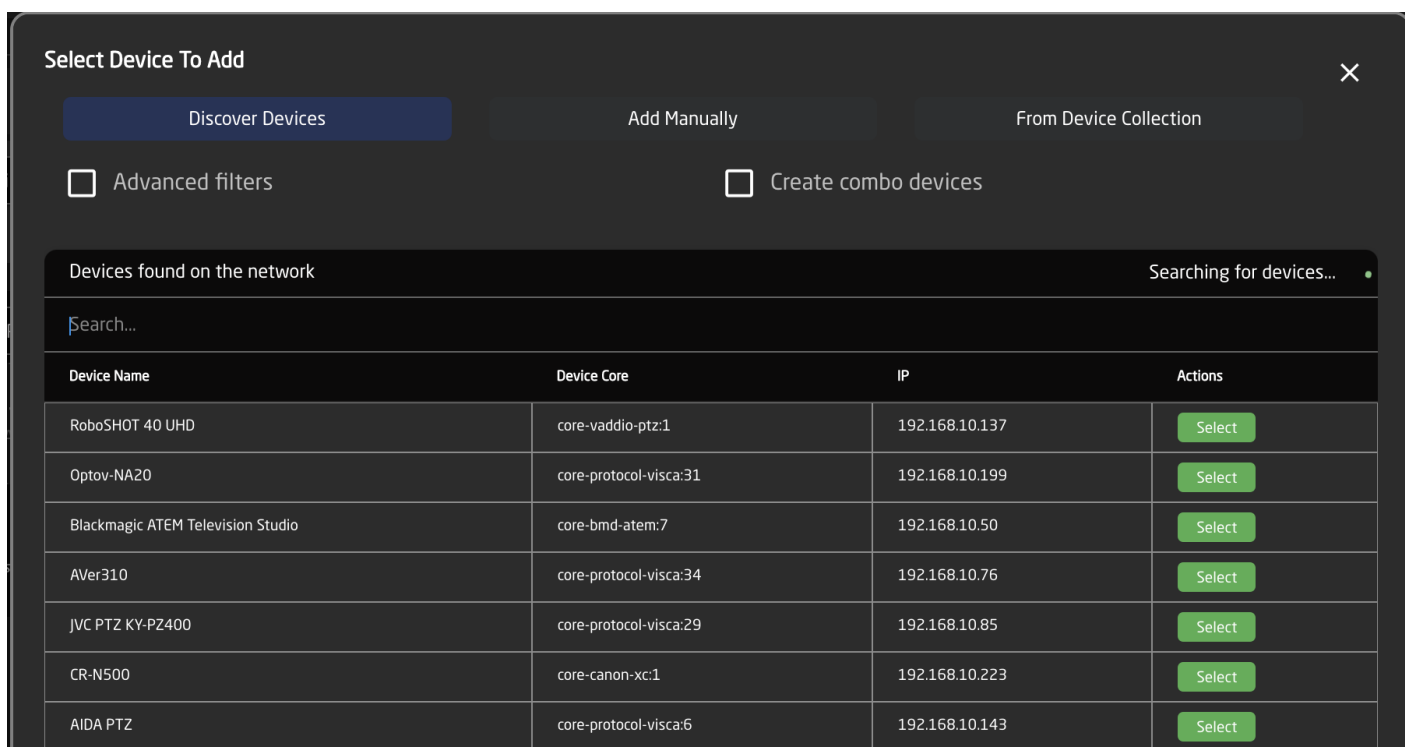 Select Device To Add
Discover Devices Add Manually From Device Collection
Advanced filters Create combo devices
Devices found on the network Searching for devices...
Search...
Device Name Device Core IP Actions
RoboSHOT 40 UHD core-vaddio-ptz:1 192.168.10.137 Select
Optov-NA20 core-protocol-visca:31 192.168.10.199 Select
Blackmagic ATEM Television Studio core-bmd-atem:7 192.168.10.50 Select
AVer310 core-protocol-visca:34 192.168.10.76 Select
JVC PTZ KY-PZ400 core-protocol-visca:29 192.168.10.85 Select
CR-N500 core-canon-xc:1 192.168.10.223 Select
AIDA PTZ core-protocol-visca:6 192.168.10.143 Select